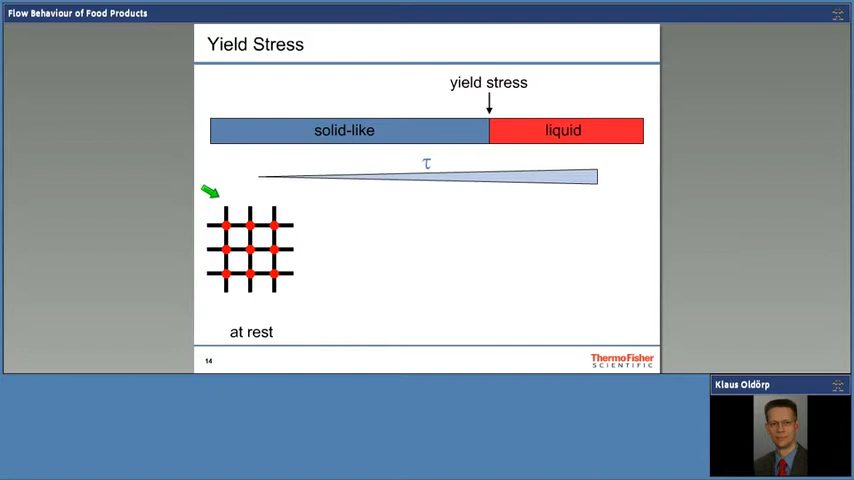 Flow Behaviour of Food Products
Yield Stress
yield stress
solid-like
liquid
τ
at rest
14
ThermoFisher
SCIENTIFIC
Klaus Oldörp